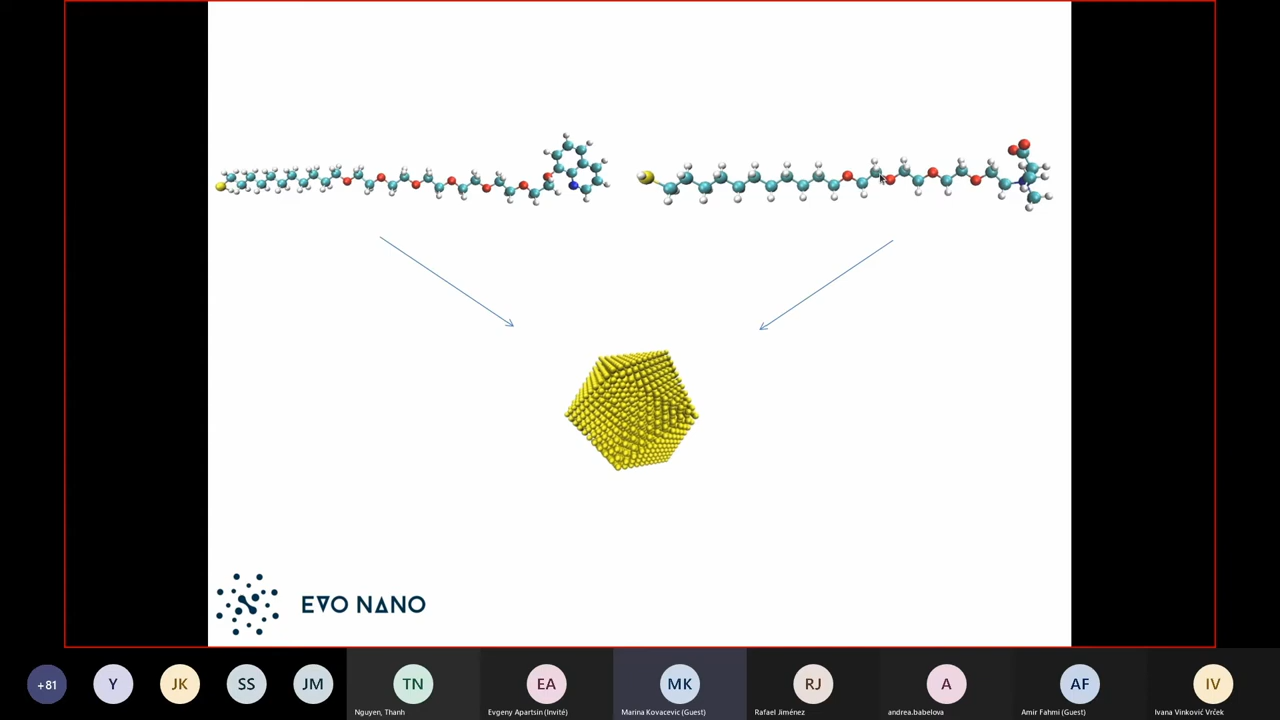 EVO NANO
+81
Y
JK
SS
JM
TN
EA
MK
RJ
A
AF
IV
Nguyen, Thanh
Evgeny Apartsin (Invité)
Marina Kovacevic (Guest)
Rafael Jiménez
andrea.babelova
Amir Fahmi (Guest)
Ivana Vinković Vrček